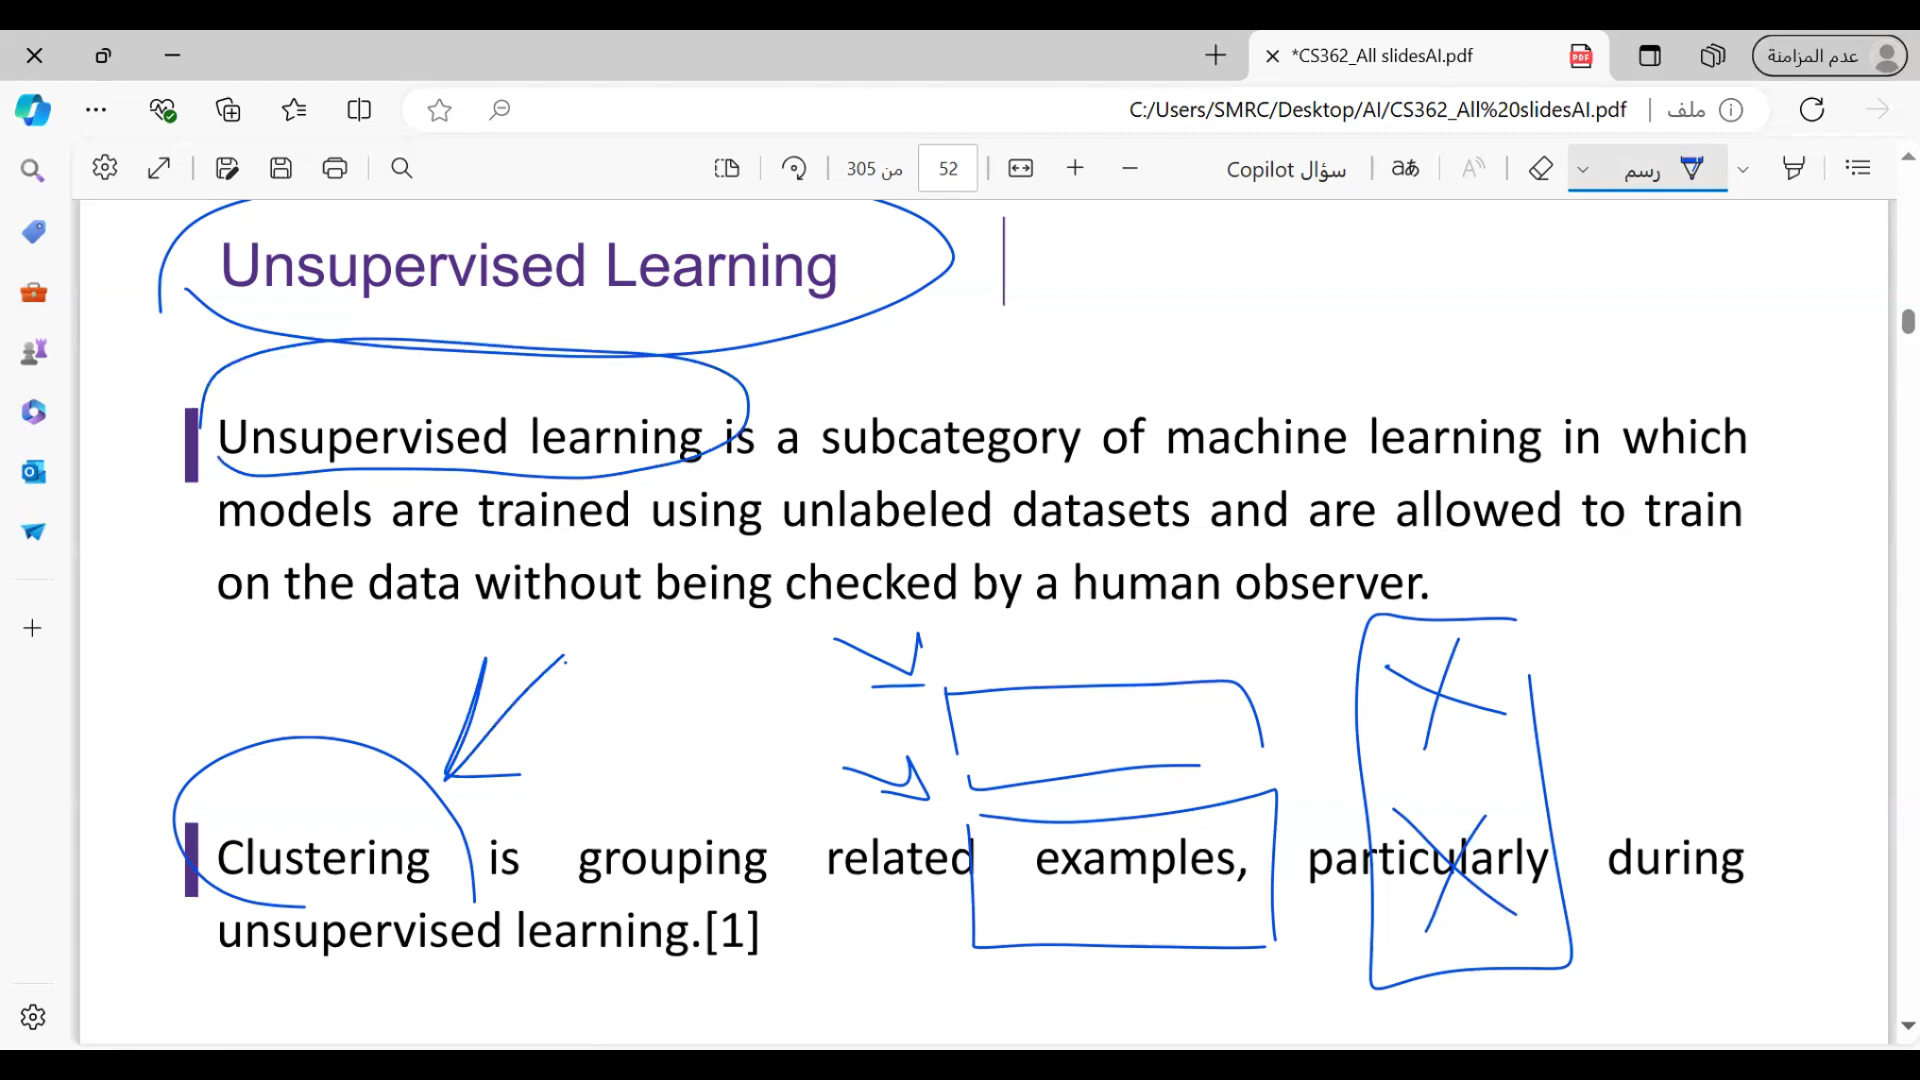 *CS362_All slidesAI.pdf
عدم المزامنة
C:/Users/SMRC/Desktop/AI/CS362_All%20slidesAI.pdf
ملف
من 305
52
سؤال Copilot
رسم
Unsupervised Learning
Unsupervised learning is a subcategory of machine learning in which
models are trained using unlabeled datasets and are allowed to train
on the data without being checked by a human observer.
Clustering is grouping related examples, particularly during
unsupervised learning.[1]